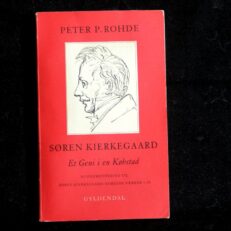 PETER P. ROHDE
SØREN KIERKEGAARD
Et Geni i en Købstad
GYLDENDAL